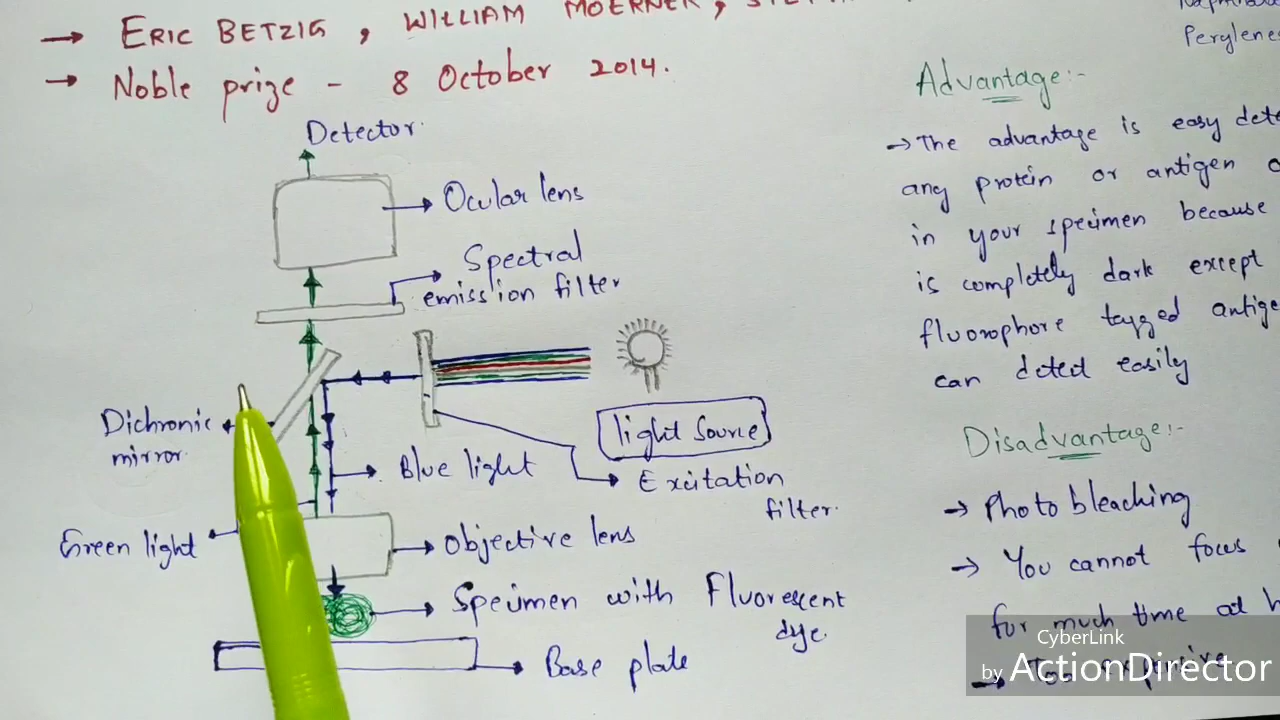 → ERIC BETZIG, WILLIAM MOERNER,
→ Noble prize - 8 October 2014.
Detector
Ocular lens
Spectral
emission filter
Dichronic
mirror
light Source
Blue light
Excitation
filter
Green light
Objective lens
Specimen with Fluorescent
dye
Base plate
Perylene
Advantage:-
→ The advantage is easy
any protein or antigen
in your specimen because
is completely dark except
fluorophore tagged
can detect easily
Disadvantage:-
→ Photo bleaching
→ You cannot focus
for much time at
→ Too expensive
CyberLink
by ActionDirector